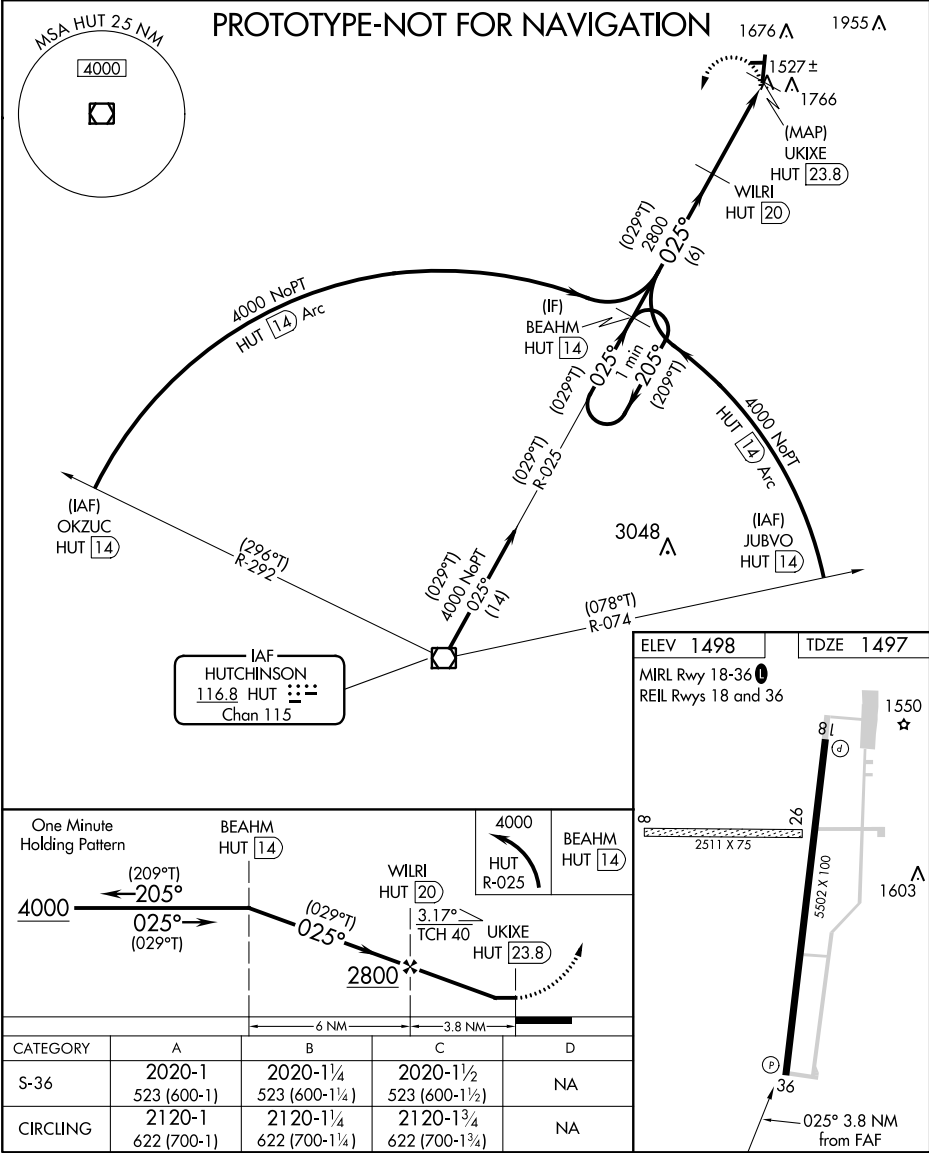 PROTOTYPE-NOT FOR NAVIGATION
MSA HUT 25 NM
4000
1676
1955
1527 ±
1766
(MAP)
UKIXE
HUT 23.8
WILRI
HUT 20
(029°T)
2800
025°
(6)
4000 NoPT
HUT 14 Arc
(IF)
BEAHM
HUT 14
(029°T)
025°
1 min
205°
(209°T)
4000 NoPT
HUT 14 Arc
(029°T)
R-025
(IAF)
OKZUC
HUT 14
(296°T)
R-292
3048
(IAF)
JUBVO
HUT 14
(029°T)
4000 NoPT
025°
(14)
(078°T)
R-074
IAF
HUTCHINSON
116.8 HUT
Chan 115
ELEV 1498
TDZE 1497
MIRL Rwy 18-36 L
REIL Rwys 18 and 36
1550
18
P
8
26
2511 X 75
5502 X 100
1603
P
36
025° 3.8 NM
from FAF
One Minute
Holding Pattern
BEAHM
HUT 14
4000
HUT
R-025
BEAHM
HUT 14
WILRI
HUT 20
(209°T)
205°
4000
025°
(029°T)
(029°T)
025°
3.17°
TCH 40
UKIXE
HUT 23.8
2800
6 NM
3.8 NM
CATEGORY A B C D
S-36 2020-1 2020-1¼ 2020-1½ NA
523 (600-1) 523 (600-1¼) 523 (600-1½)
CIRCLING 2120-1 2120-1¼ 2120-1¾ NA
622 (700-1) 622 (700-1¼) 622 (700-1¾)